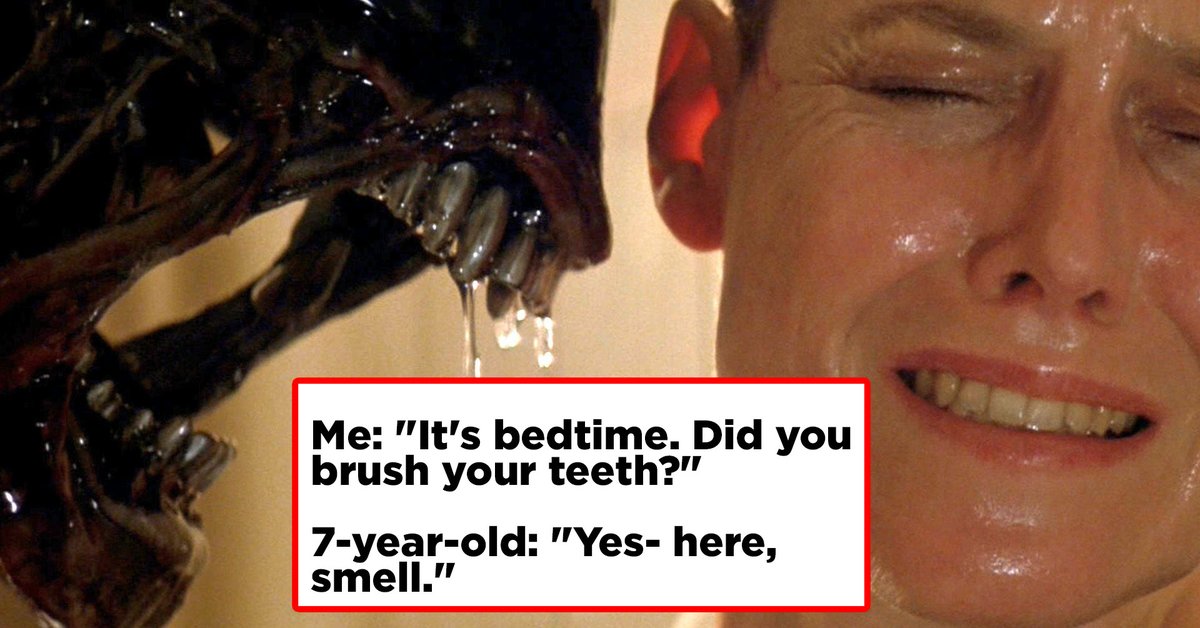 Me: "It's bedtime. Did you
brush your teeth?"
7-year-old: "Yes- here,
smell."